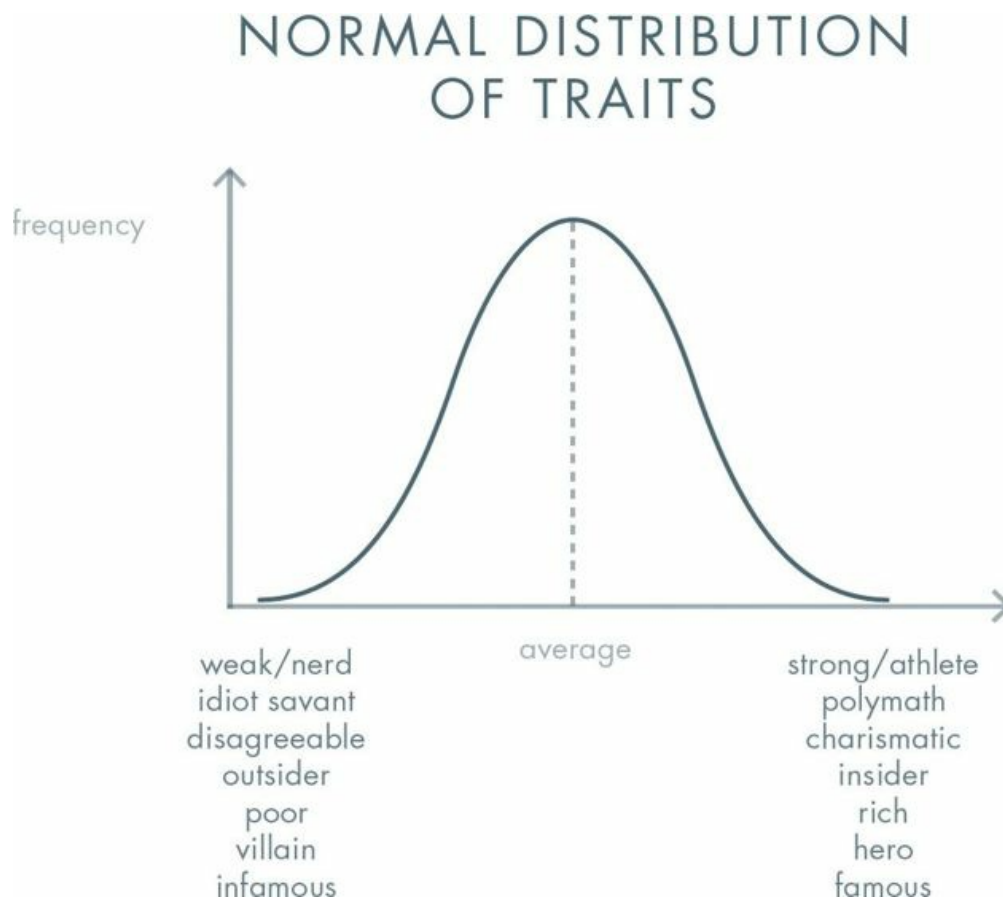 NORMAL DISTRIBUTION
OF TRAITS
frequency
average
weak/nerd
idiot savant
disagreeable
outsider
poor
villain
infamous
strong/athlete
polymath
charismatic
insider
rich
hero
famous